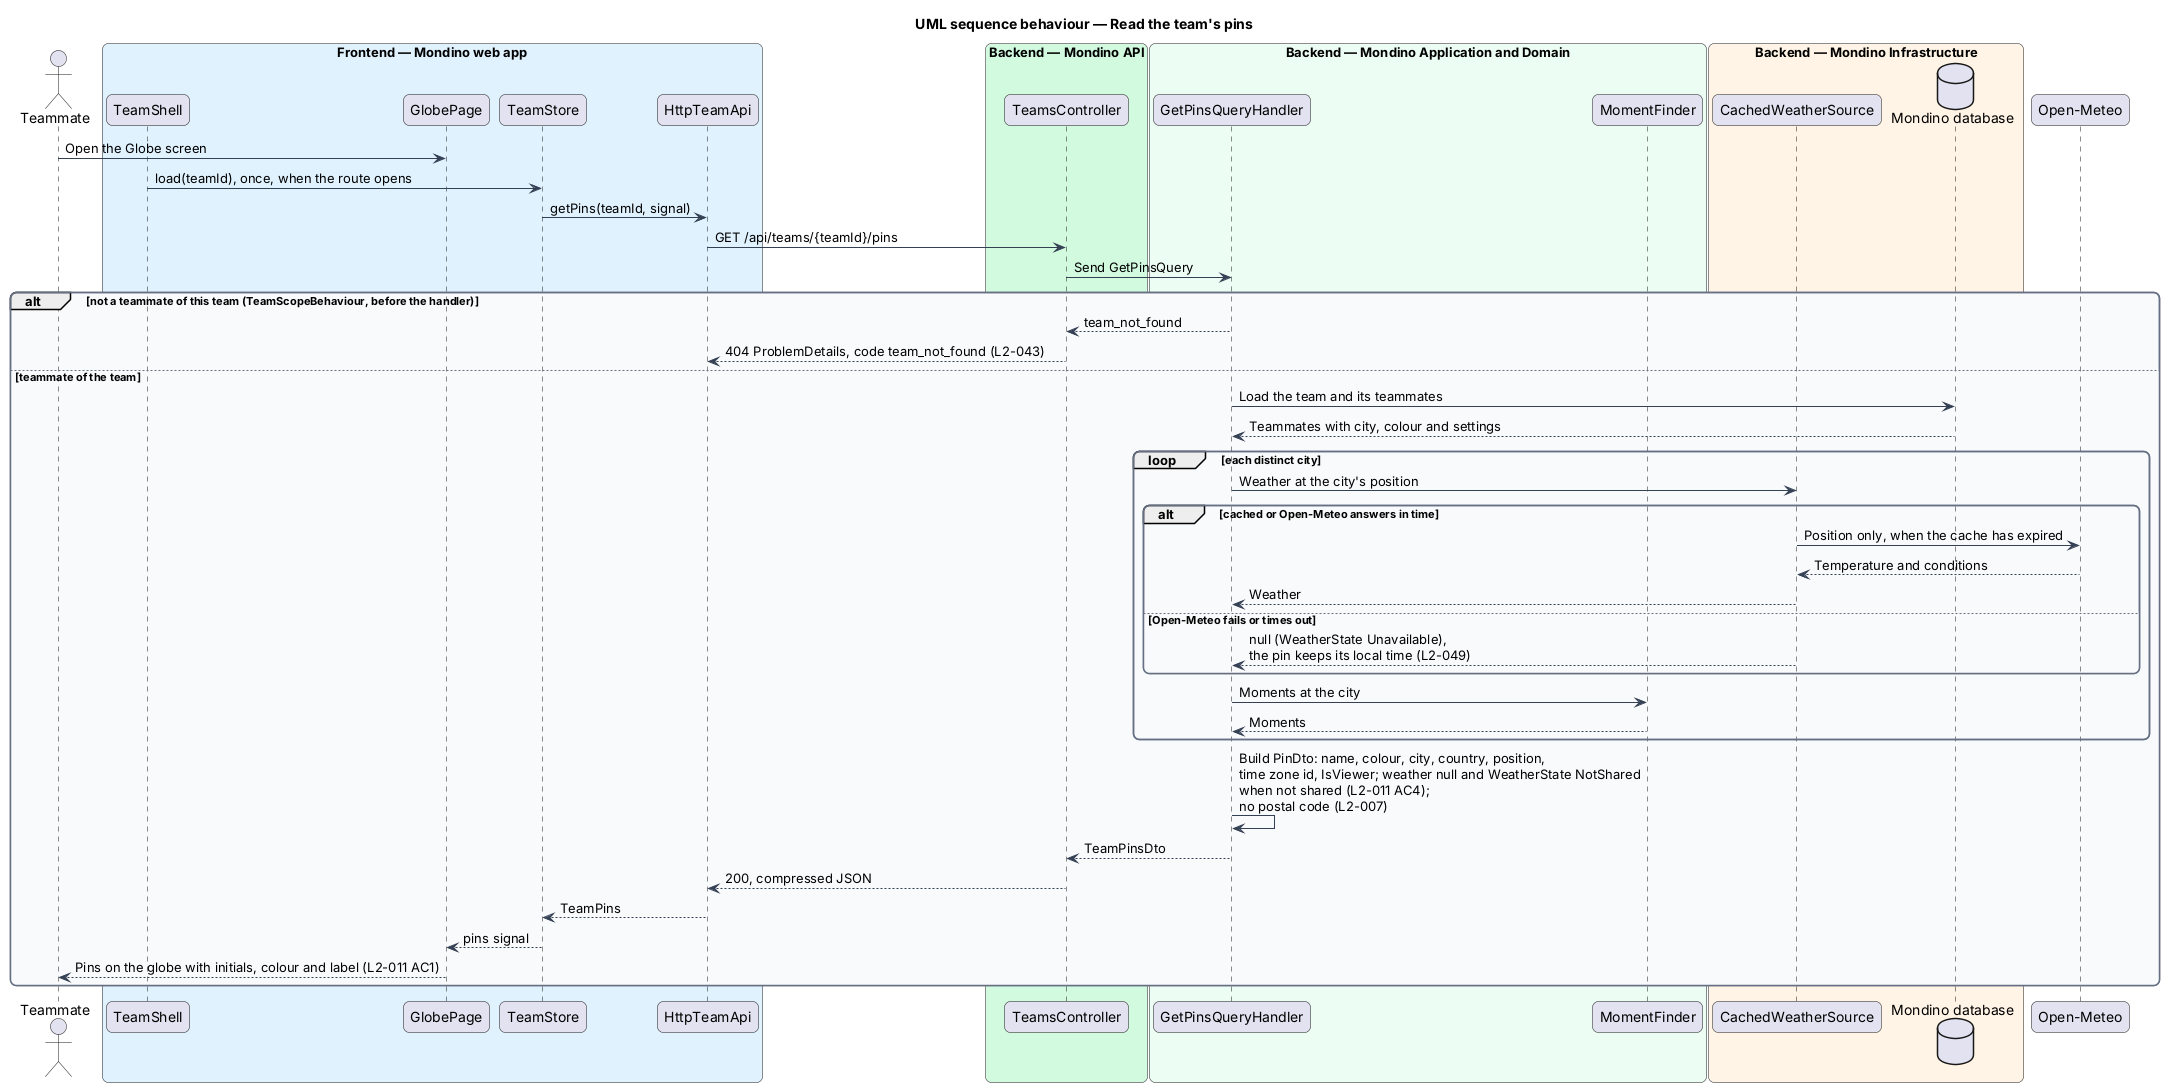 UML sequence behaviour — Read the team's pins
Frontend — Mondino web app
Backend — Mondino API
Backend — Mondino Application and Domain
Backend — Mondino Infrastructure
Teammate
TeamShell
GlobePage
TeamStore
HttpTeamApi
TeamsController
GetPinsQueryHandler
MomentFinder
CachedWeatherSource
Mondino database
Open-Meteo
Open the Globe screen
load(teamId), once, when the route opens
getPins(teamId, signal)
GET /api/teams/{teamId}/pins
Send GetPinsQuery
alt
[not a teammate of this team (TeamScopeBehaviour, before the handler)]
team_not_found
404 ProblemDetails, code team_not_found (L2-043)
[teammate of the team]
Load the team and its teammates
Teammates with city, colour and settings
loop
[each distinct city]
Weather at the city's position
alt
[cached or Open-Meteo answers in time]
Position only, when the cache has expired
Temperature and conditions
Weather
[Open-Meteo fails or times out]
null (WeatherState Unavailable),
the pin keeps its local time (L2-049)
Moments at the city
Moments
Build PinDto: name, colour, city, country, position,
time zone id, IsViewer; weather null and WeatherState NotShared
when not shared (L2-011 AC4);
no postal code (L2-007)
TeamPinsDto
200, compressed JSON
TeamPins
pins signal
Pins on the globe with initials, colour and label (L2-011 AC1)
Teammate
TeamShell
GlobePage
TeamStore
HttpTeamApi
TeamsController
GetPinsQueryHandler
MomentFinder
CachedWeatherSource
Mondino database
Open-Meteo